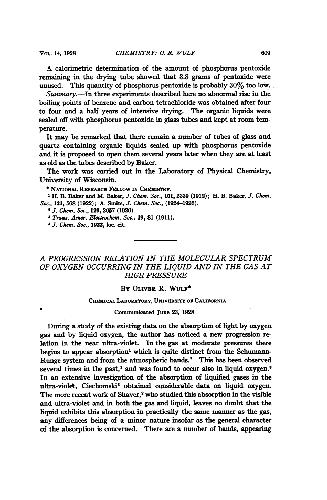 VOL. 14, 1928 CHEMISTRY: O. R. WULF 609
A calorimetric determination of the amount of phosphorus pentoxide
remaining in the drying tube showed that 3.3 grams of pentoxide were
unused. This quantity of phosphorus pentoxide is probably 30% too low.
Summary.—In three experiments described here no abnormal rise in the
boiling points of benzene and carbon tetrachloride was obtained after four
to four and a half years of intensive drying. The organic liquids were
sealed off with phosphorus pentoxide in glass tubes and kept at room tem-
perature.
It may be remarked that there remain a number of tubes of glass and
quartz containing organic liquids sealed up with phosphorus pentoxide
and it is proposed to open them several years later when they are at least
as old as the tubes described by Baker.
The work was carried out in the Laboratory of Physical Chemistry,
University of Wisconsin.
* NATIONAL RESEARCH FELLOW IN CHEMISTRY.
H. B. Baker and M. Baker, J. Chem. Soc., 101, 2339 (1912); H. B. Baker, J. Chem.
Soc., 121, 568 (1922); A. Smits, J. Chem. Soc., (1924–1926).
J. Chem. Soc., 129, 2657 (1926).
Trans. Amer. Electrochem. Soc., 19, 81 (1911).
J. Chem. Soc., 1922, loc. cit.
A PROGRESSION RELATION IN THE MOLECULAR SPECTRUM
OF OXYGEN OCCURRING IN THE LIQUID AND IN THE GAS AT
HIGH PRESSURE
BY OLIVER R. WULF*
CHEMICAL LABORATORY, UNIVERSITY OF CALIFORNIA
Communicated June 23, 1928
During a study of the existing data on the absorption of light by oxygen
gas and by liquid oxygen, the author has noticed a new progression re-
lation in the near ultra-violet. In the gas at moderate pressures there
begins to appear absorption¹ which is quite distinct from the Schumann-
Runge system and from the atmospheric bands. This has been observed
several times in the past, and was found to occur also in liquid oxygen.
In an extensive investigation of the absorption of liquified gases in the
ultra-violet, Ciechomski obtained considerable data on liquid oxygen.
The more recent work of Shaver, who studied this absorption in the visible
and ultra-violet and in both the gas and liquid, leaves no doubt that the
liquid exhibits this absorption in practically the same manner as the gas,
any differences being of a minor nature insofar as the general character
of the absorption is concerned. There are a number of bands, appearing